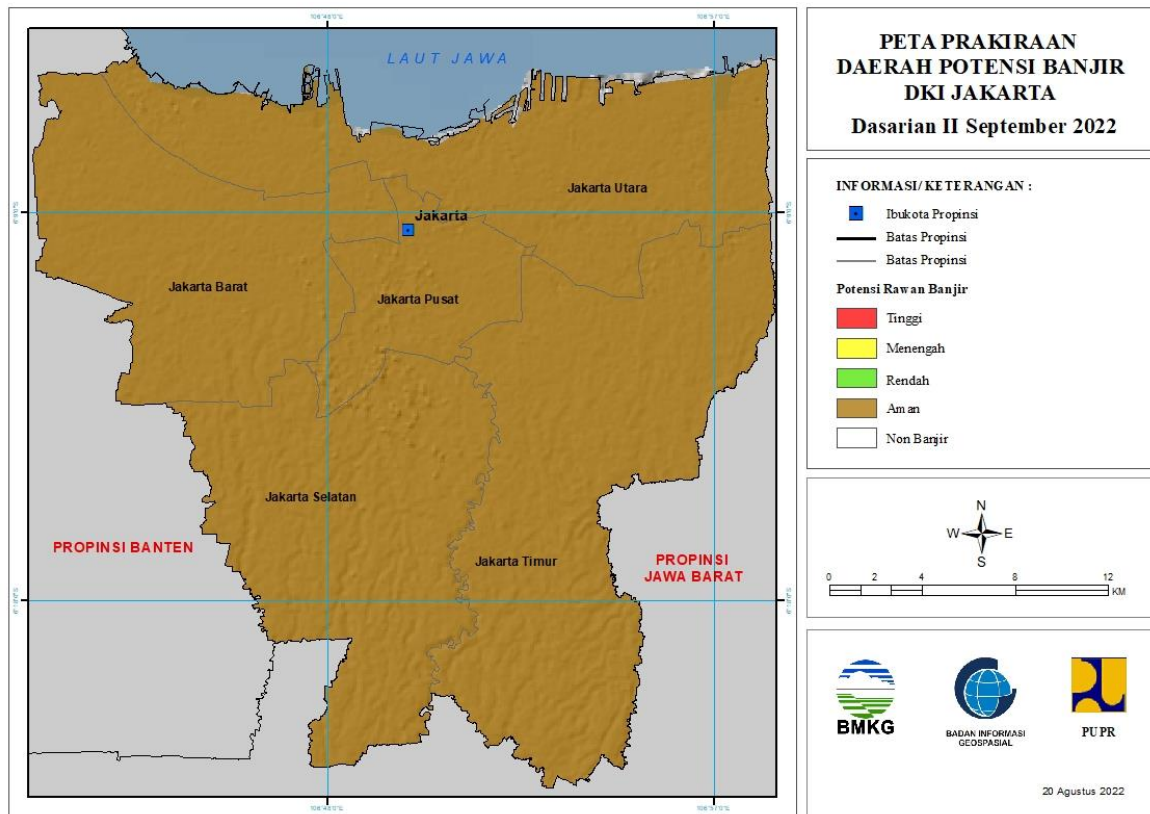 PETA PRAKIRAAN
DAERAH POTENSI BANJIR
DKI JAKARTA
Dasarian II September 2022
INFORMASI/ KETERANGAN :
Ibukota Propinsi
Batas Propinsi
Batas Propinsi
Potensi Rawan Banjir
Tinggi
Menengah
Rendah
Aman
Non Banjir
N
W E
S
0 2 4 8 12
KM
BMKG
BADAN INFORMASI
GEOSPASIAL
PUPR
20 Agustus 2022
LAUT JAWA
Jakarta Utara
Jakarta
Jakarta Barat
Jakarta Pusat
Jakarta Selatan
Jakarta Timur
PROPINSI BANTEN
PROPINSI
JAWA BARAT